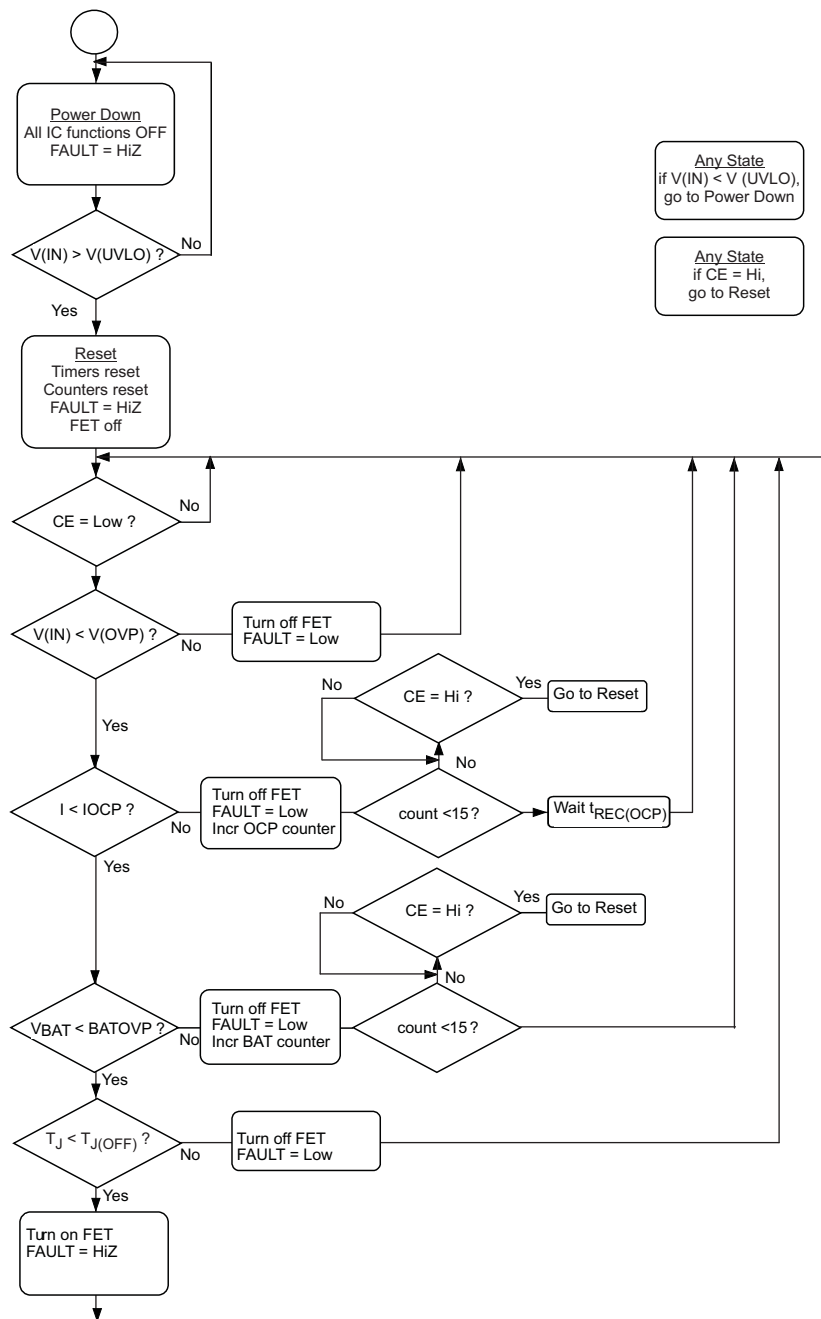 Power Down
All IC functions OFF
FAULT = HiZ
Any State
if V(IN) < V (UVLO),
go to Power Down
V(IN) > V(UVLO) ?
No
Any State
if CE = Hi,
go to Reset
Yes
Reset
Timers reset
Counters reset
FAULT = HiZ
FET off
CE = Low ?
No
V(IN) < V(OVP) ?
No
Turn off FET
FAULT = Low
Yes
No
CE = Hi ?
Yes
Go to Reset
No
I < IOCP ?
No
Turn off FET
FAULT = Low
Incr OCP counter
count <15 ?
Wait tREC(OCP)
Yes
No
CE = Hi ?
Yes
Go to Reset
No
VBAT < BATOVP ?
No
Turn off FET
FAULT = Low
Incr BAT counter
count <15 ?
Yes
TJ < TJ(OFF) ?
No
Turn off FET
FAULT = Low
Yes
Turn on FET
FAULT = HiZ